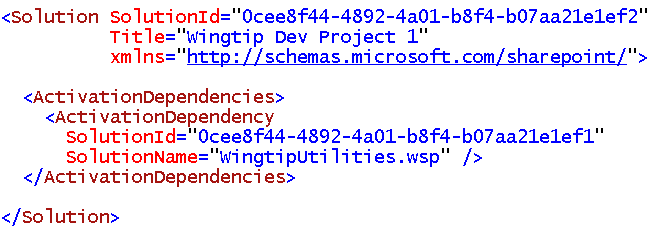 <Solution SolutionId="0cee8f44-4892-4a01-b8f4-b07aa21e1ef2"
Title="Wingtip Dev Project 1"
xmlns="http://schemas.microsoft.com/sharepoint/">
<ActivationDependencies>
<ActivationDependency
SolutionId="0cee8f44-4892-4a01-b8f4-b07aa21e1ef1"
SolutionName="WingtipUtilities.wsp" />
</ActivationDependencies>
</Solution>